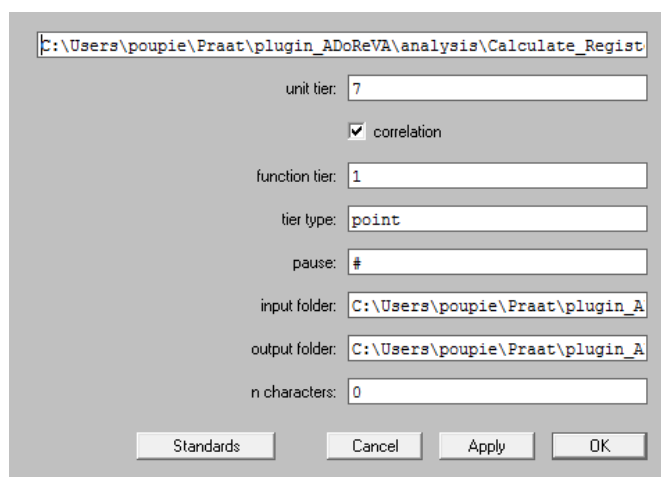 C:\Users\poupie\Praat\plugin_ADoReVA\analysis\Calculate_Regist
unit tier: 7
correlation
function tier: 1
tier type: point
pause: #
input folder: C:\Users\poupie\Praat\plugin_A
output folder: C:\Users\poupie\Praat\plugin_A
n characters: 0
Standards Cancel Apply OK